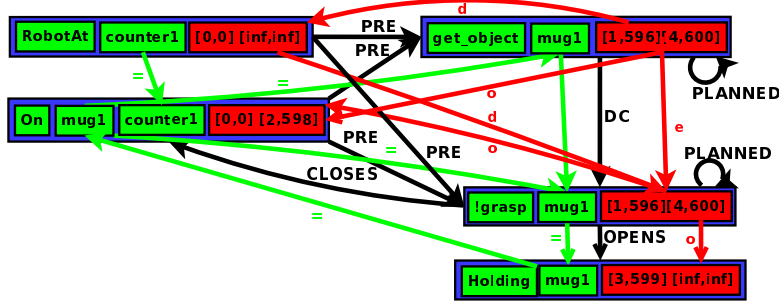 d
RobotAt counter1 [0,0] [inf,inf]
PRE
get_object mug1 [1,596][4,600]
PRE
= =
PLANNED
o
On mug1 counter1 [0,0] [2,598]
d
DC
e
PRE
o
= PRE
PLANNED
CLOSES
!grasp mug1 [1,596][4,600]
=
= OPENS o
Holding mug1 [3,599] [inf,inf]